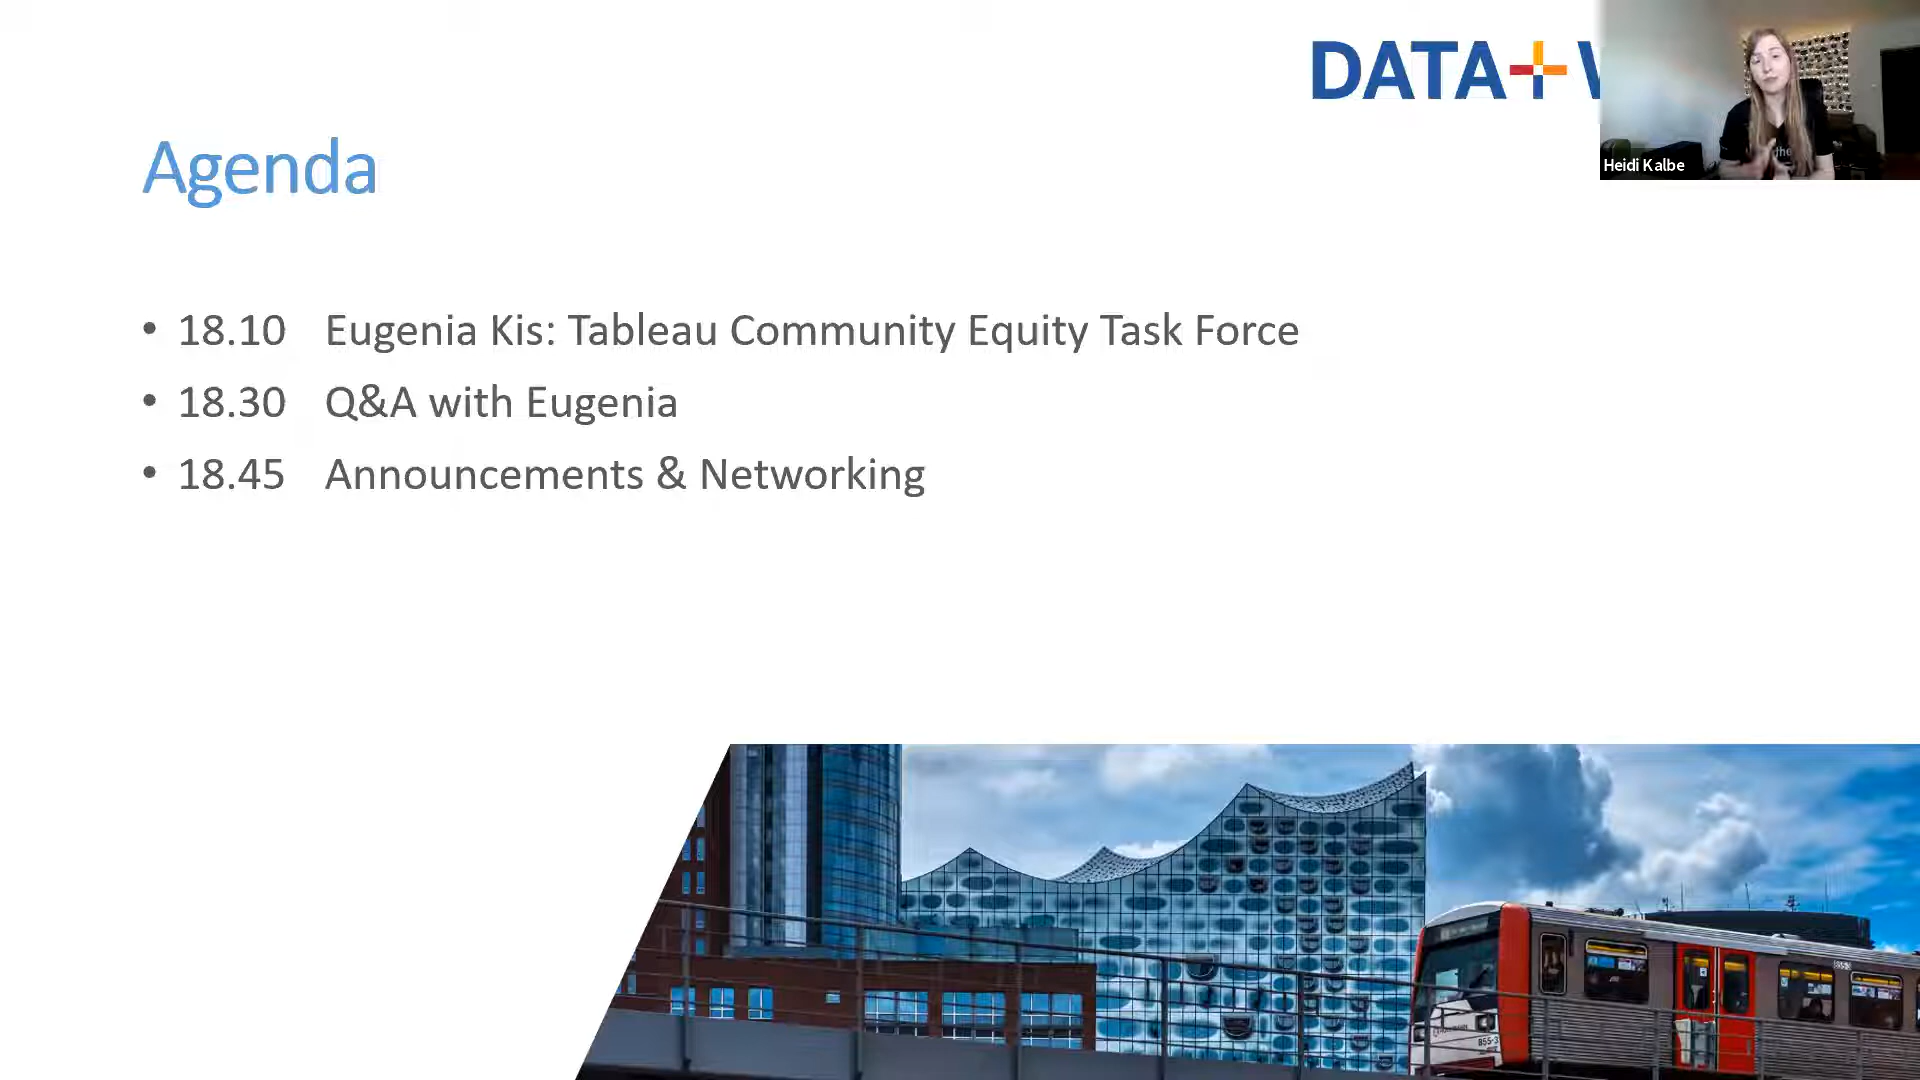 DATA+
Heidi Kalbe
Agenda
• 18.10 Eugenia Kis: Tableau Community Equity Task Force
• 18.30 Q&A with Eugenia
• 18.45 Announcements & Networking